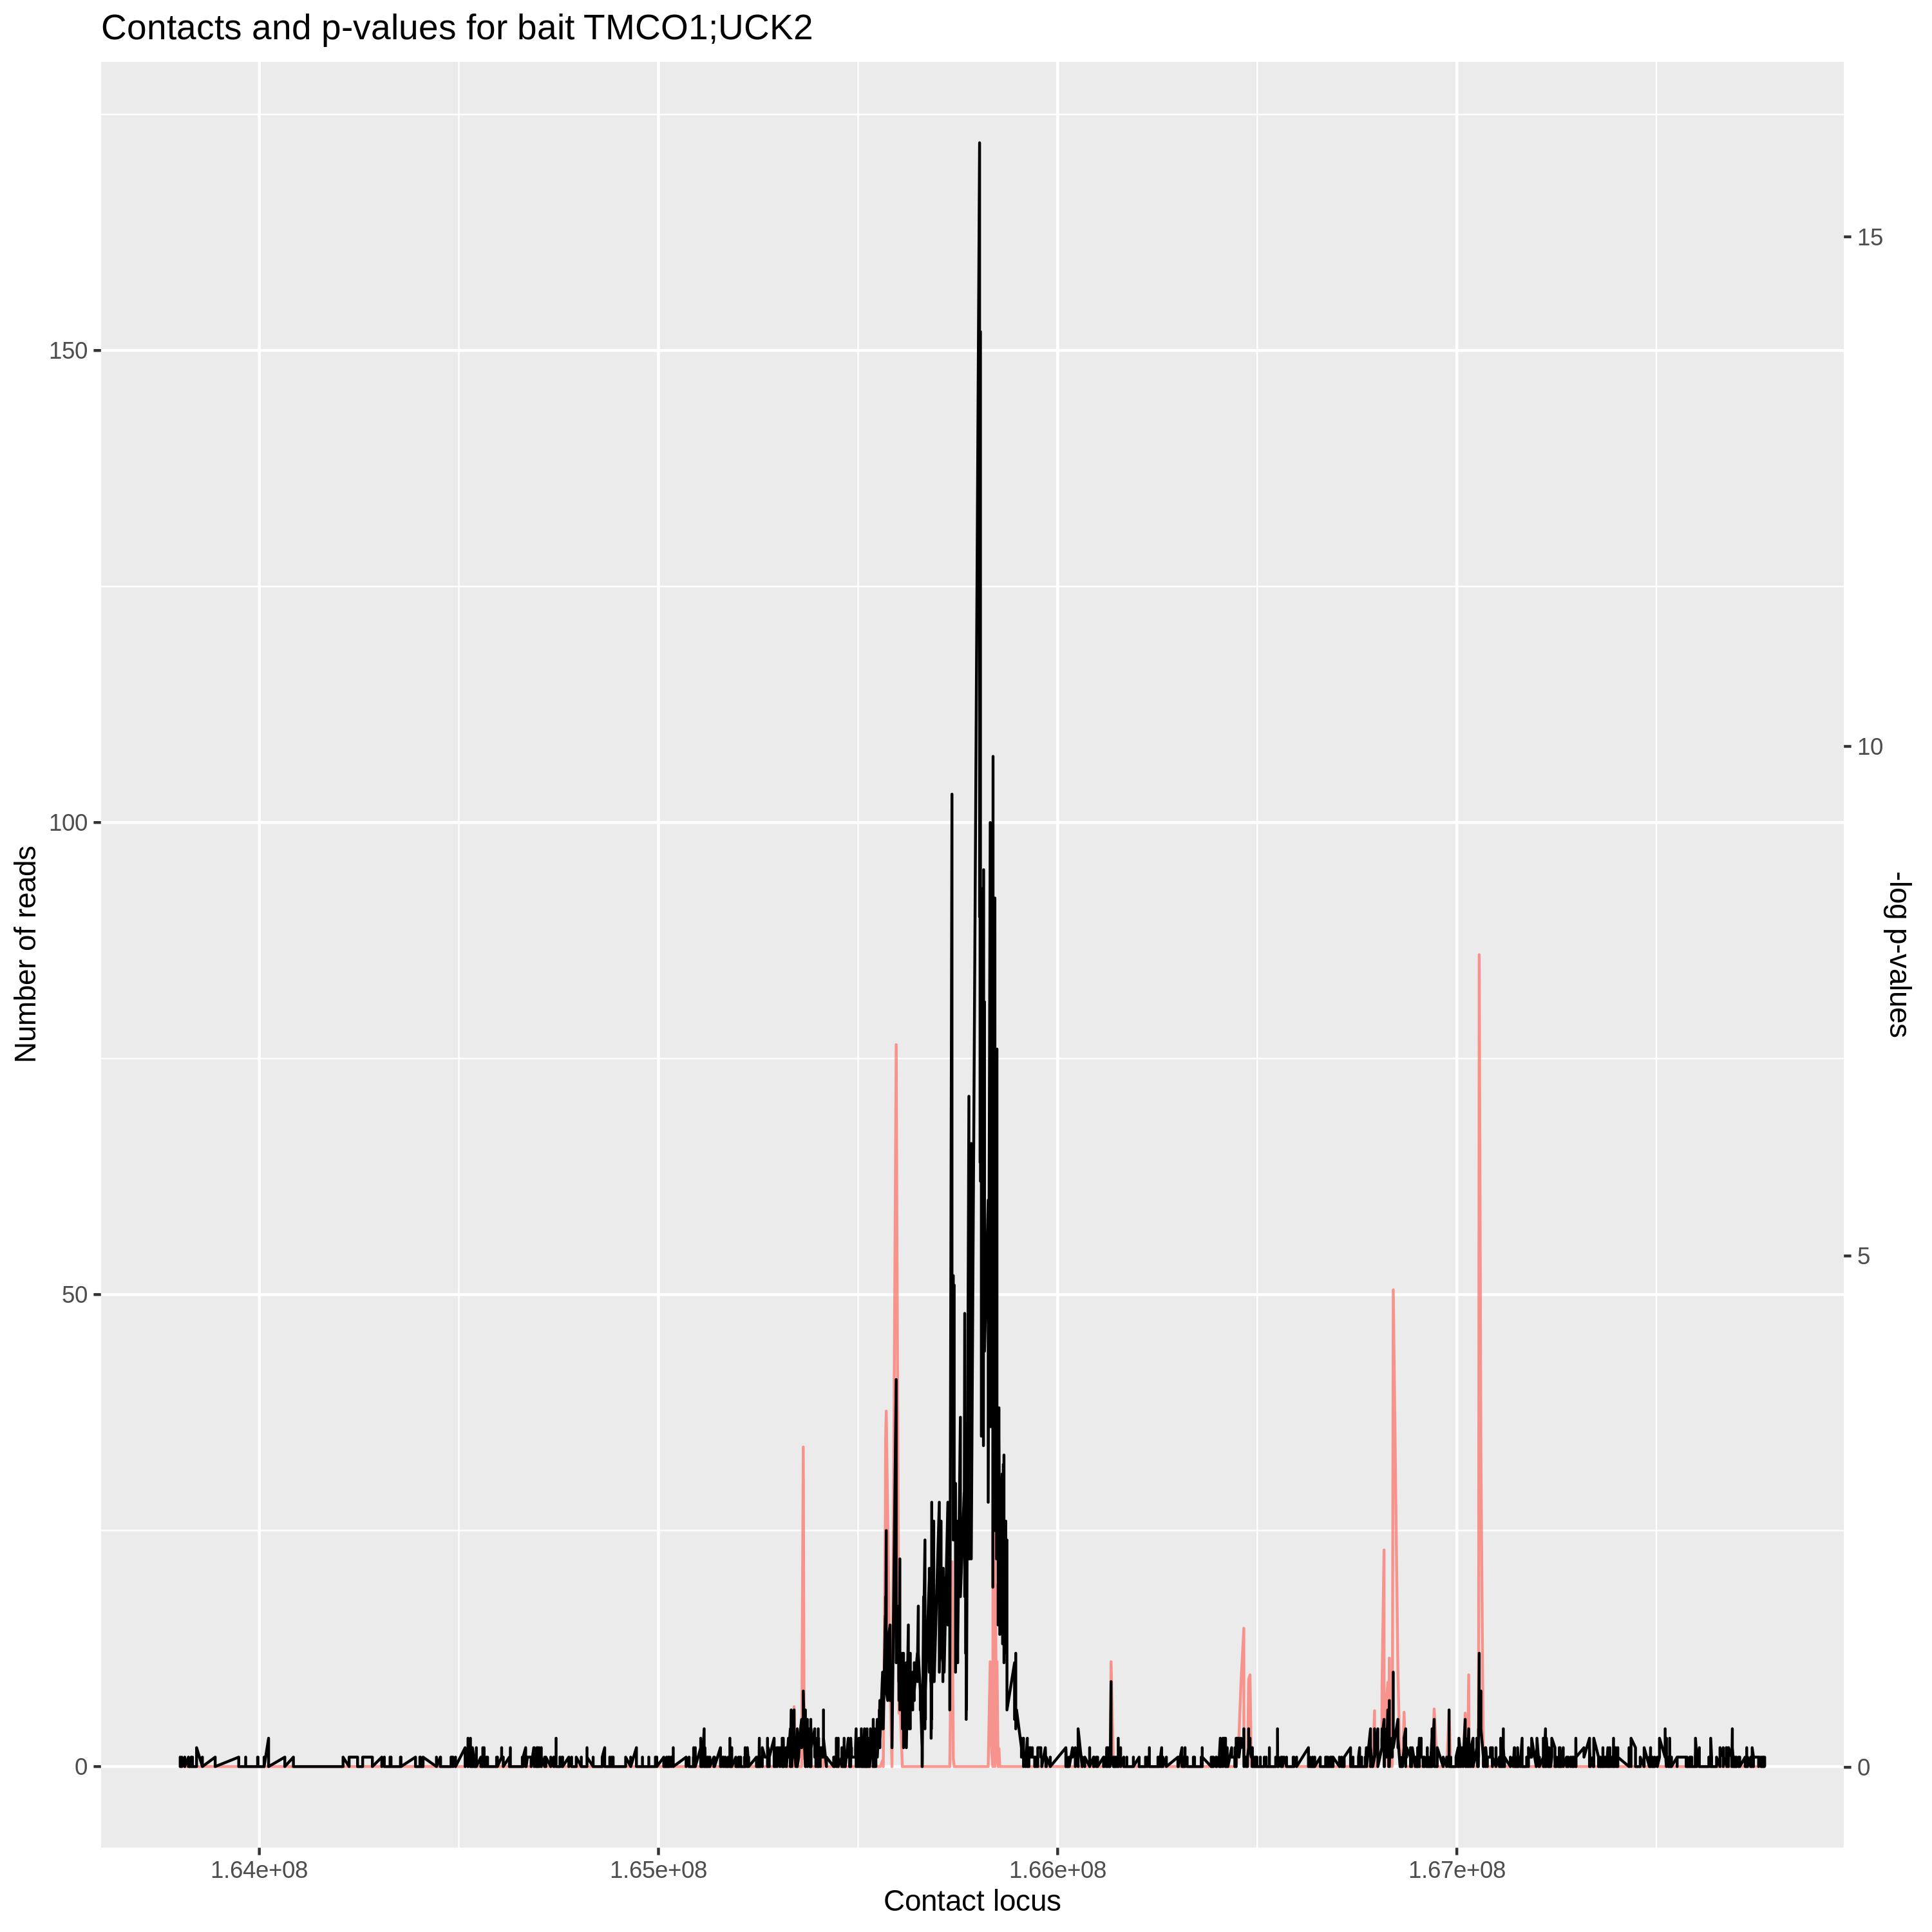 Contacts and p-values for bait TMCO1;UCK2
Number of reads
150
100
50
0
15
10
5
0
-log p-values
1.64e+08
1.65e+08
1.66e+08
1.67e+08
Contact locus